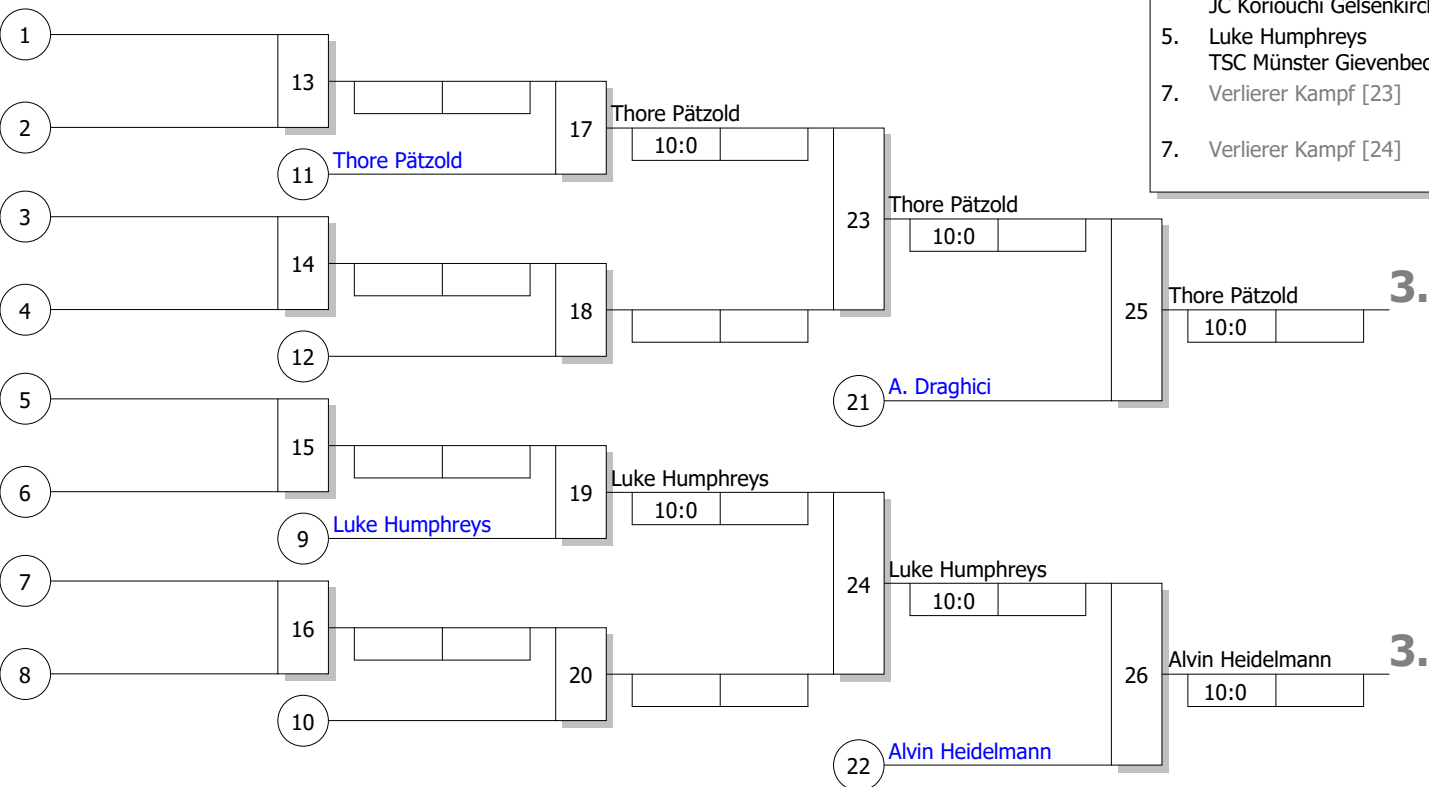 JC Koriouchi Gelsenkirch
5. Luke Humphreys
TSC Münster Gievenbec
7. Verlierer Kampf [23]
7. Verlierer Kampf [24]
1
13
2
17
Thore Pätzold
10:0
11
Thore Pätzold
3
23
Thore Pätzold
10:0
14
4
18
12
25
Thore Pätzold
3.
10:0
5
21
A. Draghici
15
6
19
Luke Humphreys
10:0
9
Luke Humphreys
7
24
Luke Humphreys
10:0
16
8
20
10
26
Alvin Heidelmann
3.
10:0
22
Alvin Heidelmann